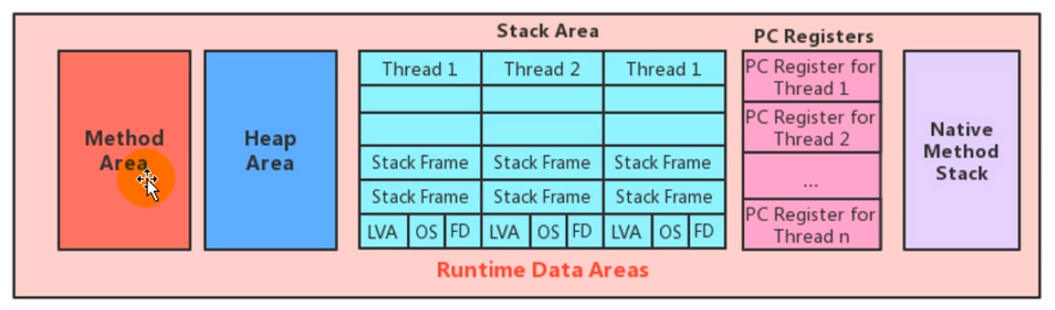 Stack Area
PC Registers
Method
Area
Heap
Area
Thread 1
Thread 2
Thread 1
Stack Frame
Stack Frame
Stack Frame
Stack Frame
Stack Frame
Stack Frame
LVA
OS
FD
LVA
OS
FD
LVA
OS
FD
PC Register for
Thread 1
PC Register for
Thread 2
...
PC Register for
Thread n
Native
Method
Stack
Runtime Data Areas